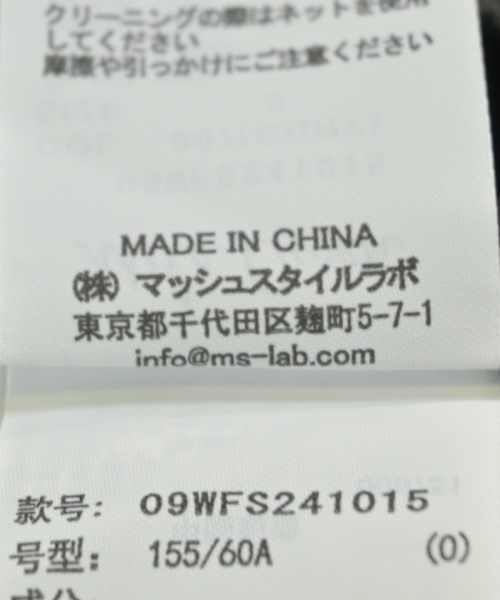 クリーニングの際はネットを使用
してください
摩擦や引っかけにご注意ください
MADE IN CHINA
(株) マッシュスタイルラボ
東京都千代田区麹町5-7-1
info@ms-lab.com
款号: 09WFS241015
号型: 155/60A (0)
成分: